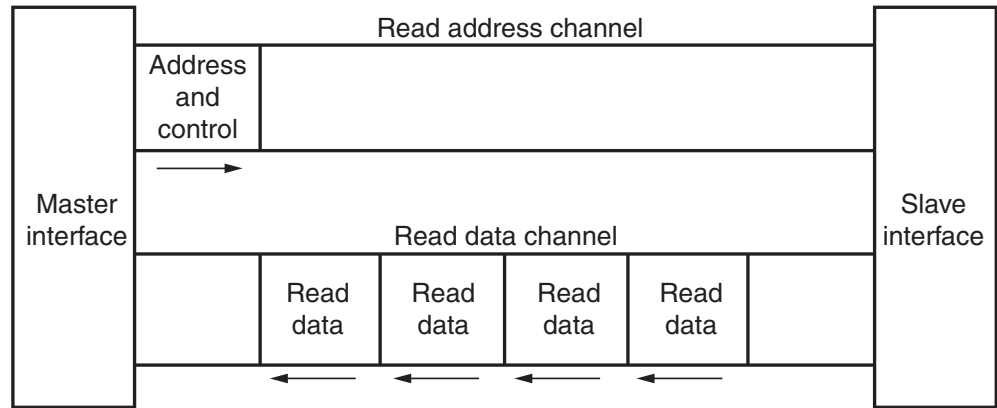 Read address channel
Address
and
control
Master
interface
Slave
interface
Read data channel
Read
data
Read
data
Read
data
Read
data